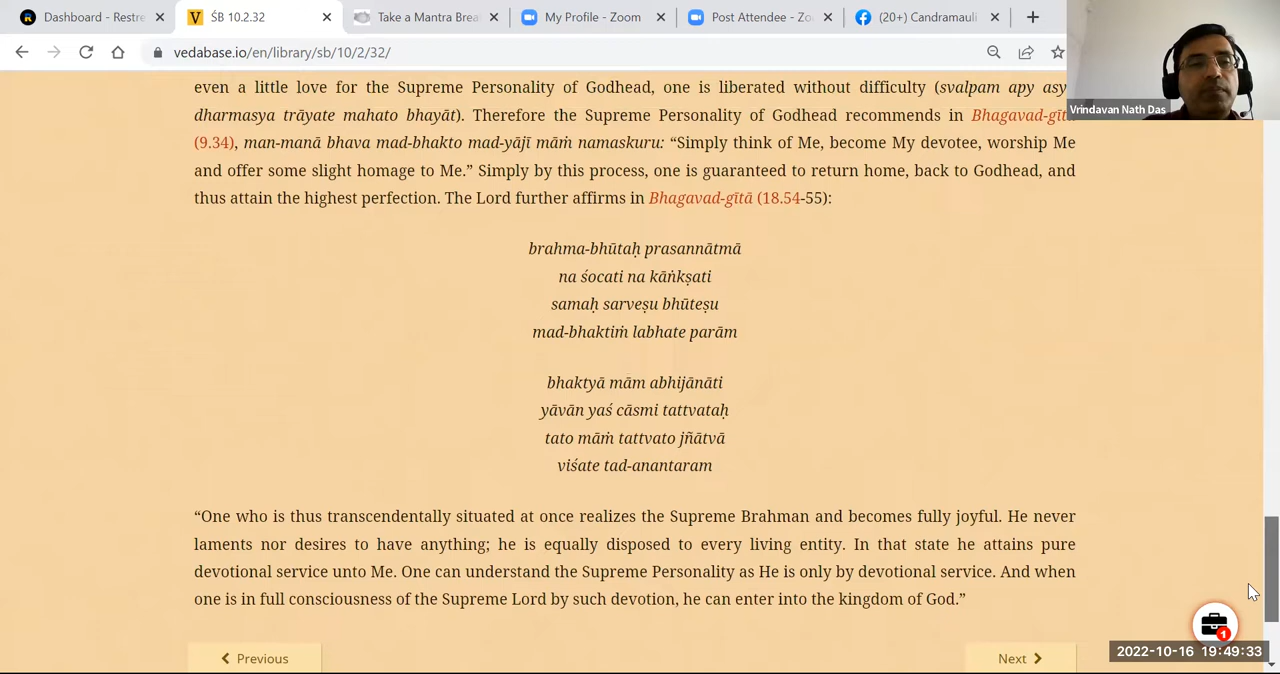 Dashboard - Restre
ŚB 10.2.32
Take a Mantra Brea
My Profile - Zoom
Post Attendee - Zo
(20+) Candramauli
vedabase.io/en/library/sb/10/2/32/
Vrindavan Nath Das
even a little love for the Supreme Personality of Godhead, one is liberated without difficulty (svalpam apy asy
dharmasya trāyate mahato bhayāt). Therefore the Supreme Personality of Godhead recommends in Bhagavad-gīt
(9.34), man-manā bhava mad-bhakto mad-yājī māṁ namaskuru: “Simply think of Me, become My devotee, worship Me
and offer some slight homage to Me.” Simply by this process, one is guaranteed to return home, back to Godhead, and
thus attain the highest perfection. The Lord further affirms in Bhagavad-gītā (18.54-55):
brahma-bhūtaḥ prasannātmā
na śocati na kāṅkṣati
samaḥ sarveṣu bhūteṣu
mad-bhaktiṁ labhate parām
bhaktyā mām abhijānāti
yāvān yaś cāsmi tattvataḥ
tato māṁ tattvato jñātvā
viśate tad-anantaram
“One who is thus transcendentally situated at once realizes the Supreme Brahman and becomes fully joyful. He never
laments nor desires to have anything; he is equally disposed to every living entity. In that state he attains pure
devotional service unto Me. One can understand the Supreme Personality as He is only by devotional service. And when
one is in full consciousness of the Supreme Lord by such devotion, he can enter into the kingdom of God.”
1
2022-10-16 19:49:33
Previous
Next